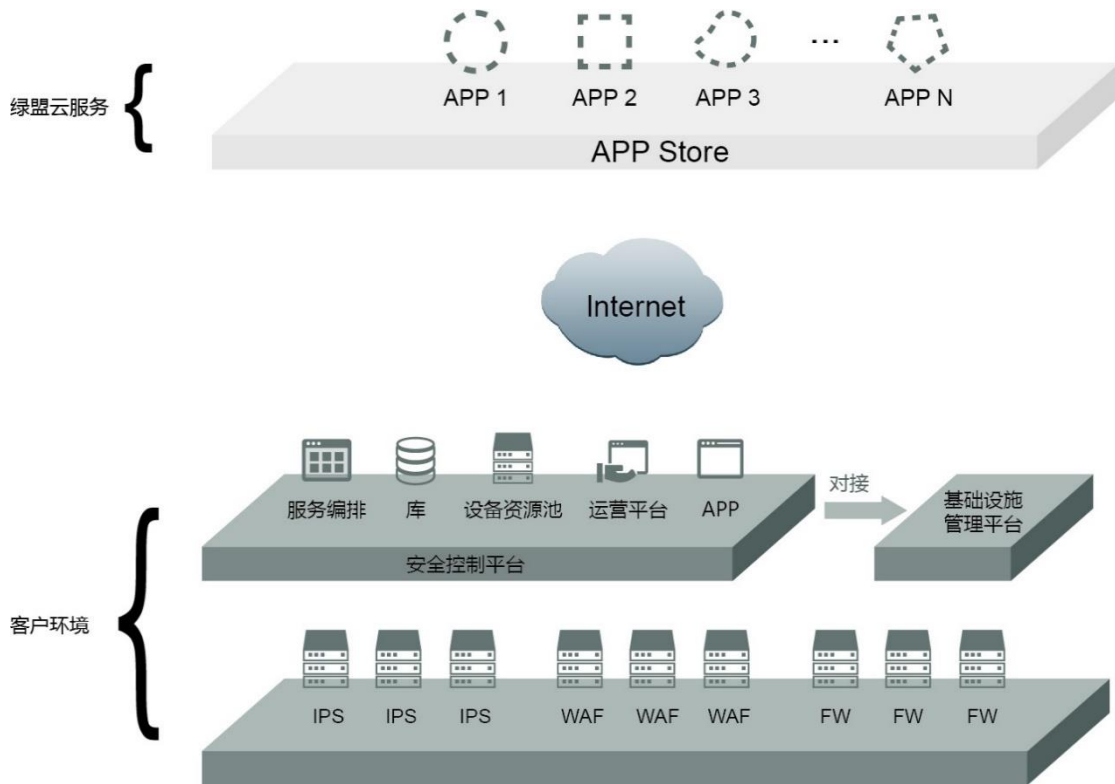 绿盟云服务
APP 1
APP 2
APP 3
...
APP N
APP Store
Internet
客户环境
服务编排
库
设备资源池
运营平台
APP
安全控制平台
对接
基础设施
管理平台
IPS
IPS
IPS
WAF
WAF
WAF
FW
FW
FW